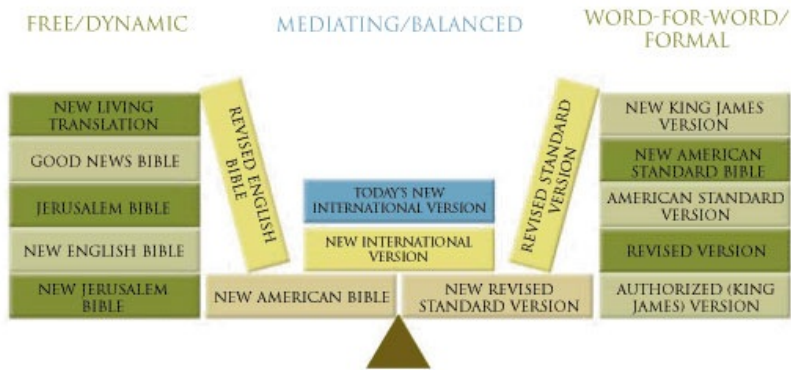 FREE/DYNAMIC
MEDIATING/BALANCED
WORD-FOR-WORD/
FORMAL
NEW LIVING
TRANSLATION
GOOD NEWS BIBLE
JERUSALEM BIBLE
NEW ENGLISH BIBLE
NEW JERUSALEM
BIBLE
REVISED ENGLISH
BIBLE
TODAY'S NEW
INTERNATIONAL VERSION
NEW INTERNATIONAL
VERSION
NEW AMERICAN BIBLE
NEW REVISED
STANDARD VERSION
REVISED STANDARD
VERSION
NEW KING JAMES
VERSION
NEW AMERICAN
STANDARD BIBLE
AMERICAN STANDARD
VERSION
REVISED VERSION
AUTHORIZED (KING
JAMES) VERSION